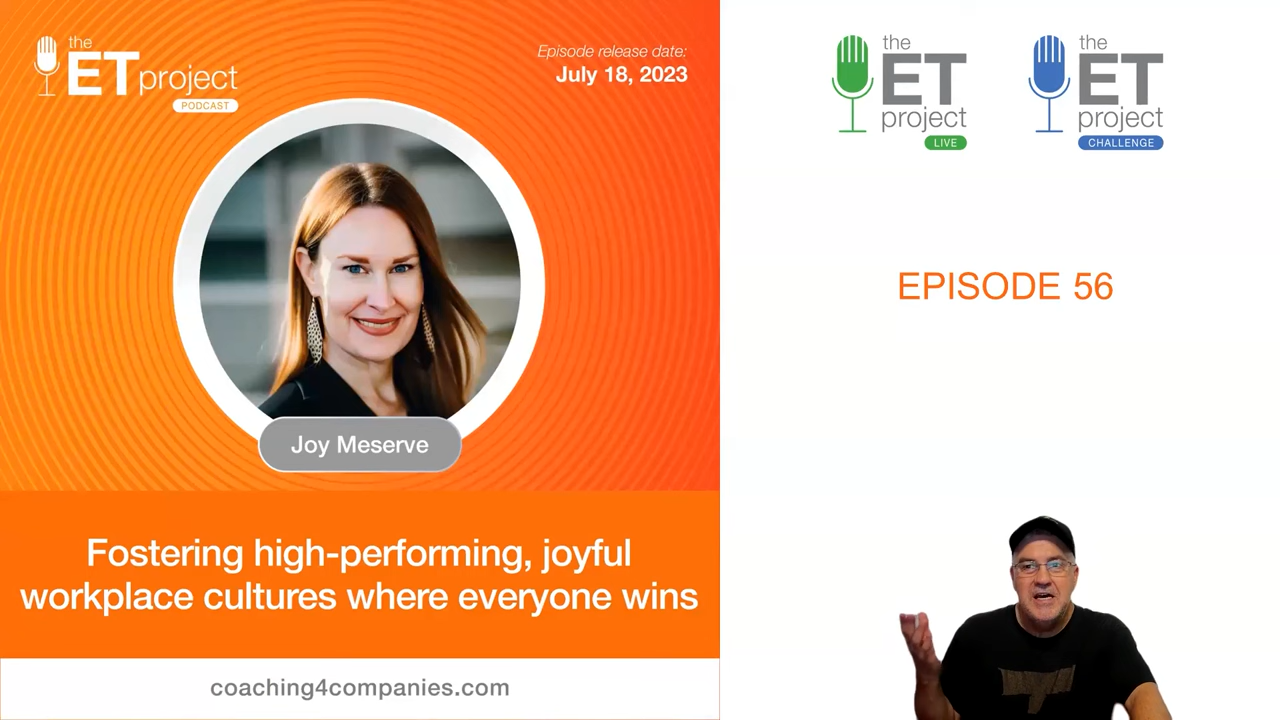 the
ET project
PODCAST
Episode release date:
July 18, 2023
Joy Meserve
Fostering high-performing, joyful
workplace cultures where everyone wins
coaching4companies.com
the
ET
project
LIVE
the
ET
project
CHALLENGE
EPISODE 56